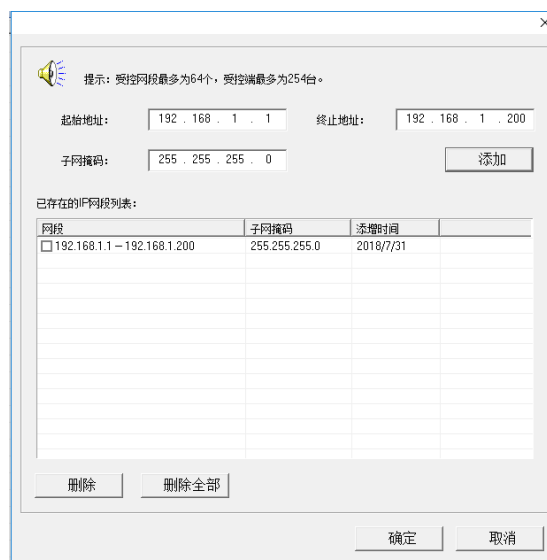 提示：受控网段最多为64个，受控端最多为254台。
起始地址： 192 . 168 . 1 . 1 终止地址： 192 . 168 . 1 . 200
子网掩码： 255 . 255 . 255 . 0 添加
已存在的IP网段列表：
网段 子网掩码 添增时间
192.168.1.1－192.168.1.200 255.255.255.0 2018/7/31
删除 删除全部
确定 取消